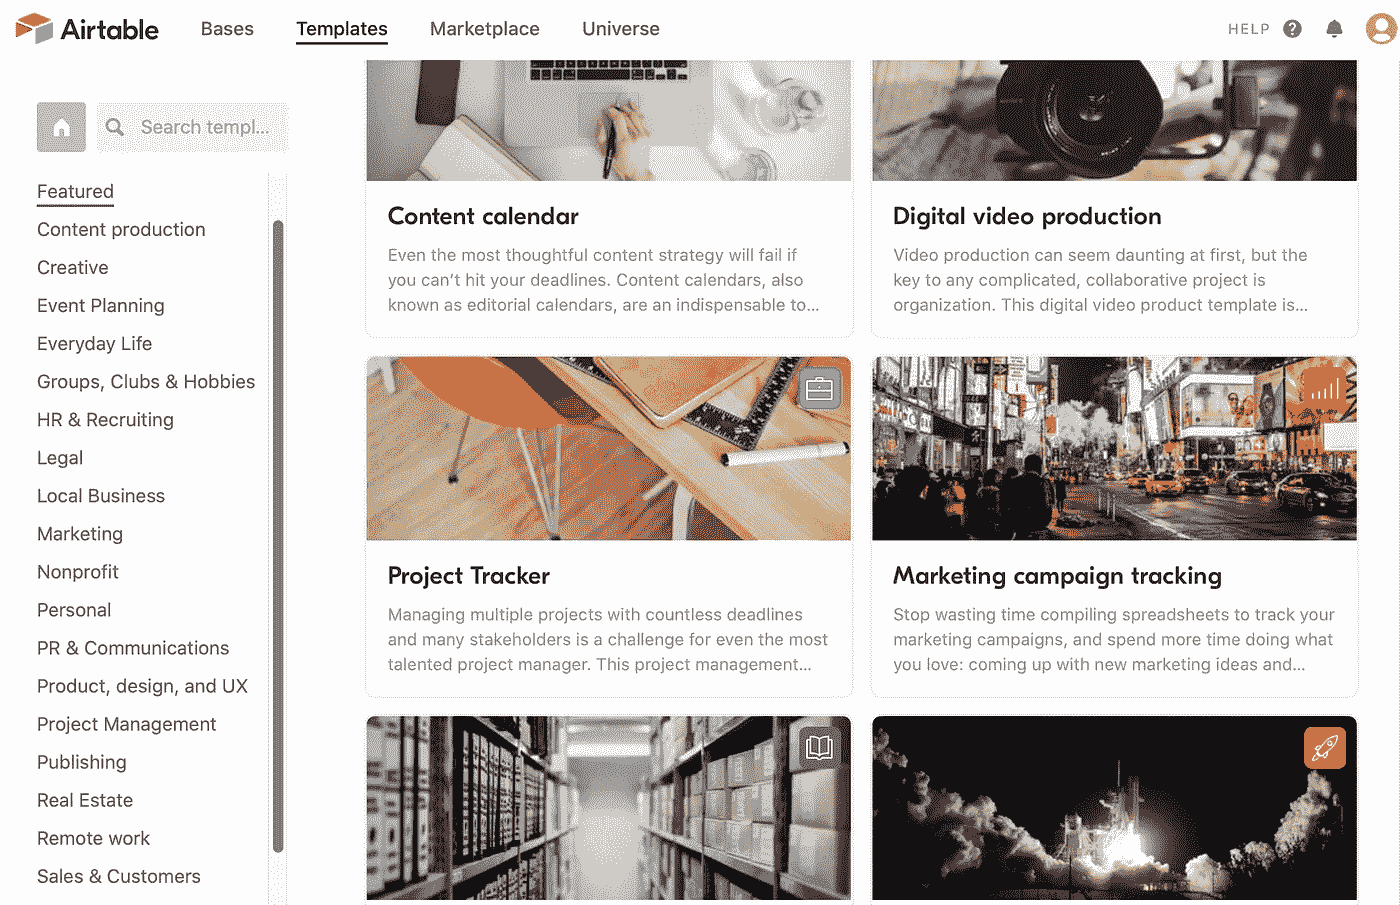 Airtable
Bases
Templates
Marketplace
Universe
HELP
?
Search templ...
Featured
Content production
Creative
Event Planning
Everyday Life
Groups, Clubs & Hobbies
HR & Recruiting
Legal
Local Business
Marketing
Nonprofit
Personal
PR & Communications
Product, design, and UX
Project Management
Publishing
Real Estate
Remote work
Sales & Customers
Content calendar
Even the most thoughtful content strategy will fail if
you can’t hit your deadlines. Content calendars, also
known as editorial calendars, are an indispensable to...
Digital video production
Video production can seem daunting at first, but the
key to any complicated, collaborative project is
organization. This digital video product template is...
Project Tracker
Managing multiple projects with countless deadlines
and many stakeholders is a challenge for even the most
talented project manager. This project management...
Marketing campaign tracking
Stop wasting time compiling spreadsheets to track your
marketing campaigns, and spend more time doing what
you love: coming up with new marketing ideas and...